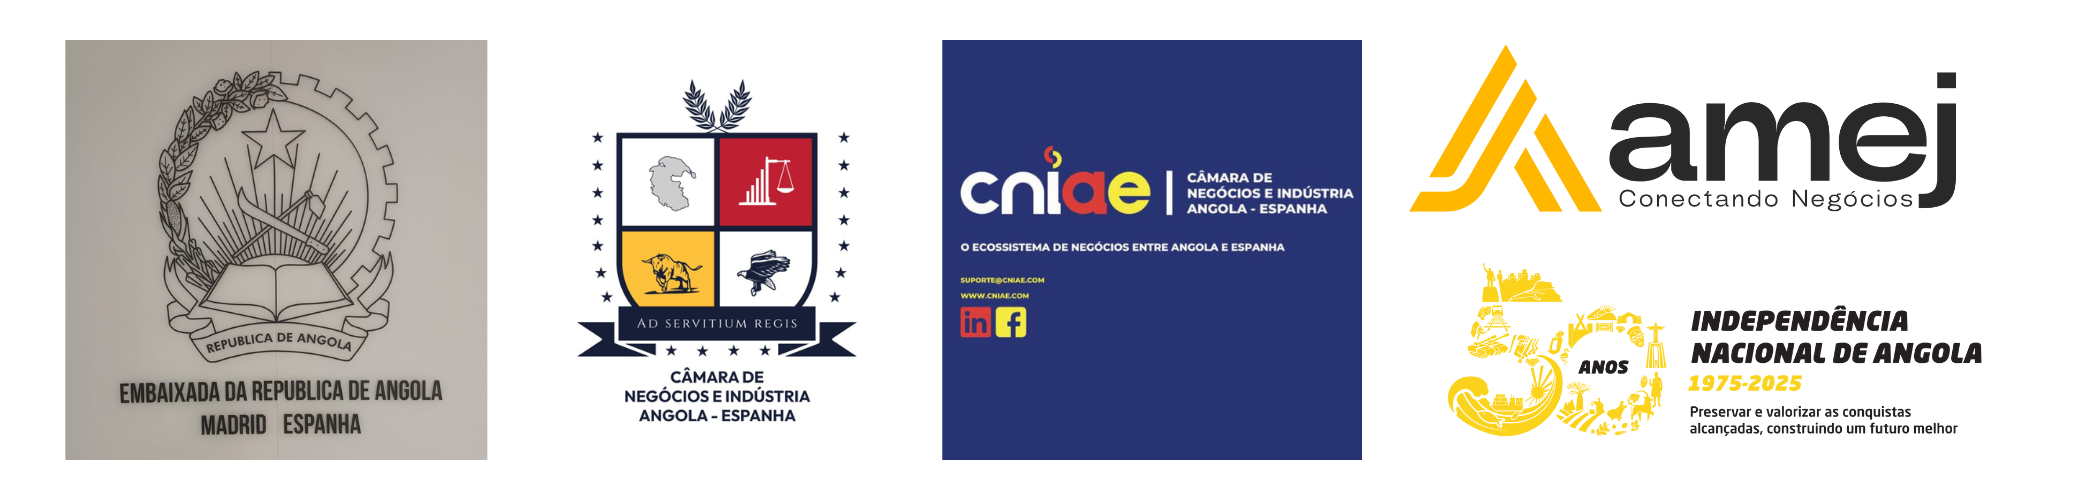 REPUBLICA DE ANGOLA
EMBAIXADA DA REPUBLICA DE ANGOLA
MADRID ESPANHA
AD SERVITIUM REGIS
CÂMARA DE
NEGÓCIOS E INDÚSTRIA
ANGOLA - ESPANHA
cniae
CÂMARA DE
NEGÓCIOS E INDÚSTRIA
ANGOLA - ESPANHA
O ECOSSISTEMA DE NEGÓCIOS ENTRE ANGOLA E ESPANHA
SUPORTE@CNIAE.COM
WWW.CNIAE.COM
in f
amej
Conectando Negócios
50
ANOS
INDEPENDÊNCIA
NACIONAL DE ANGOLA
1975-2025
Preservar e valorizar as conquistas
alcançadas, construindo um futuro melhor